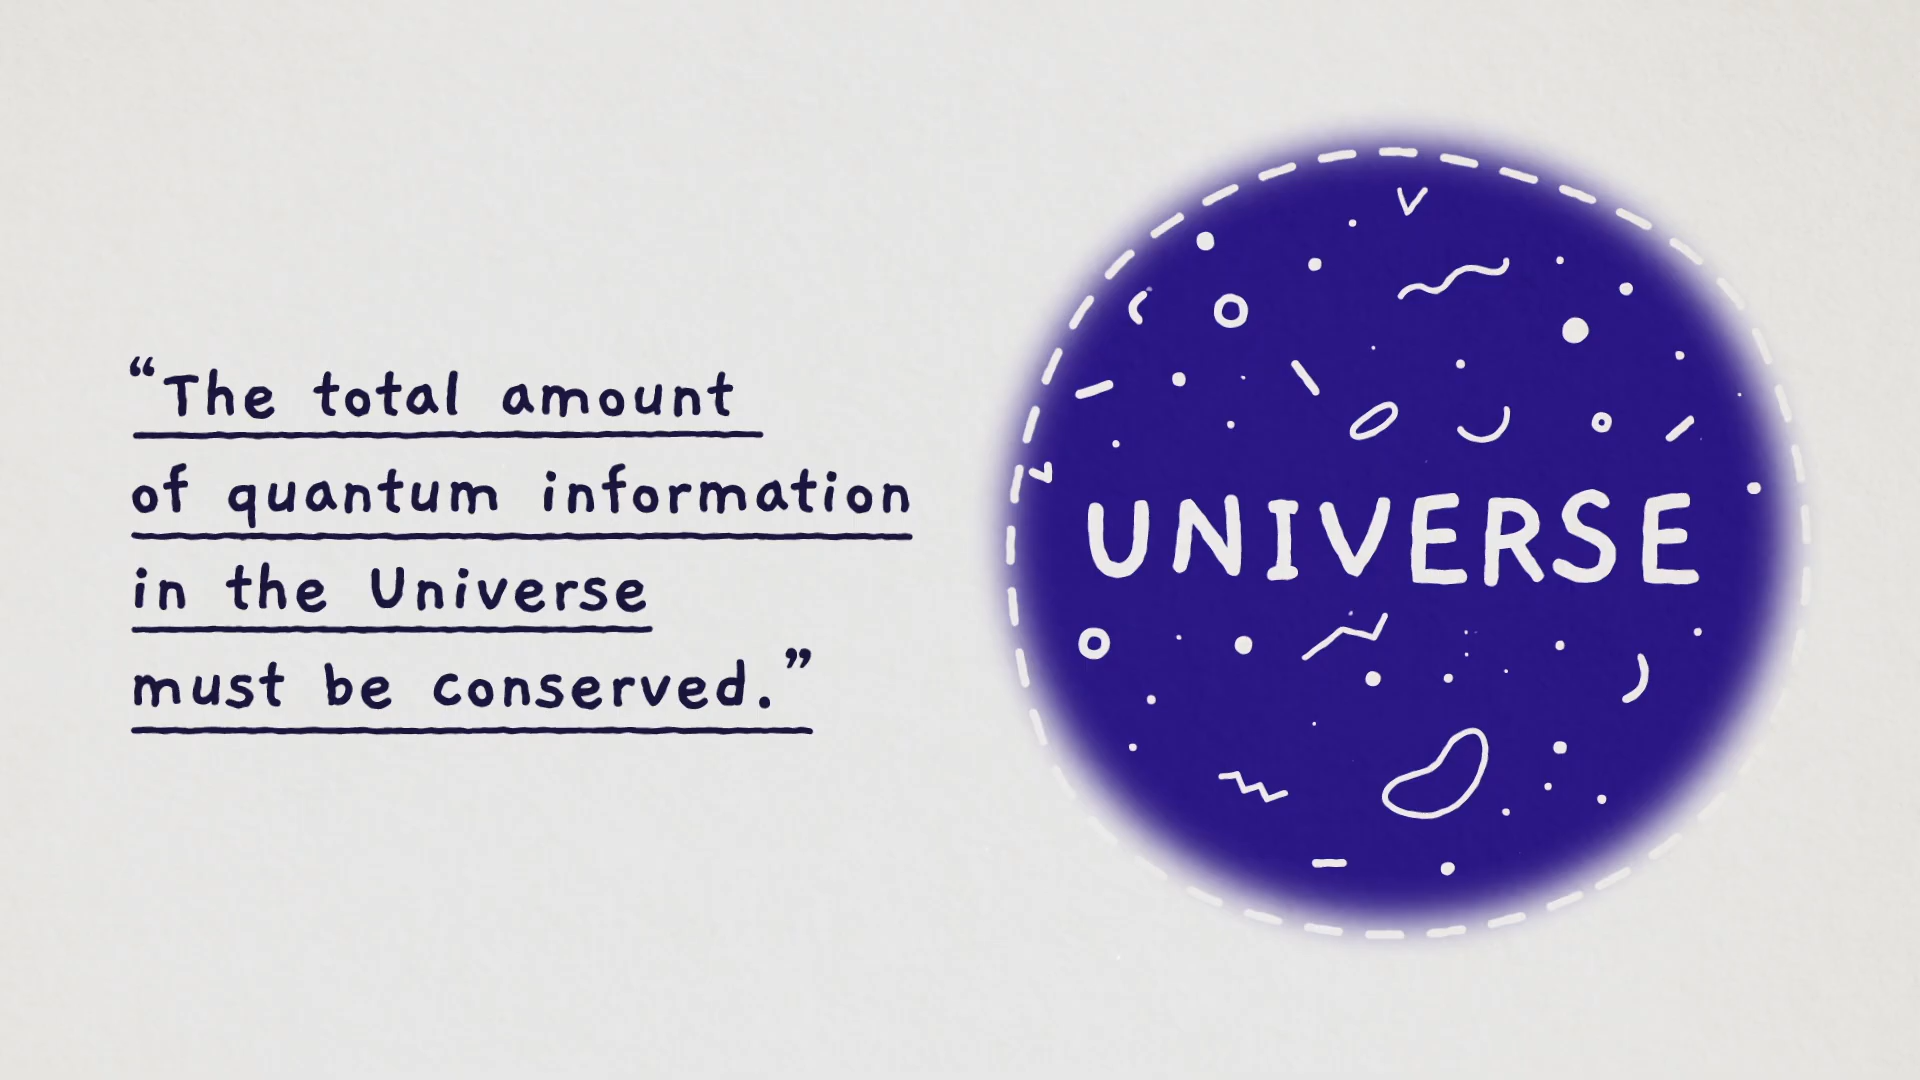 “The total amount
of quantum information
in the Universe
must be conserved.”
UNIVERSE